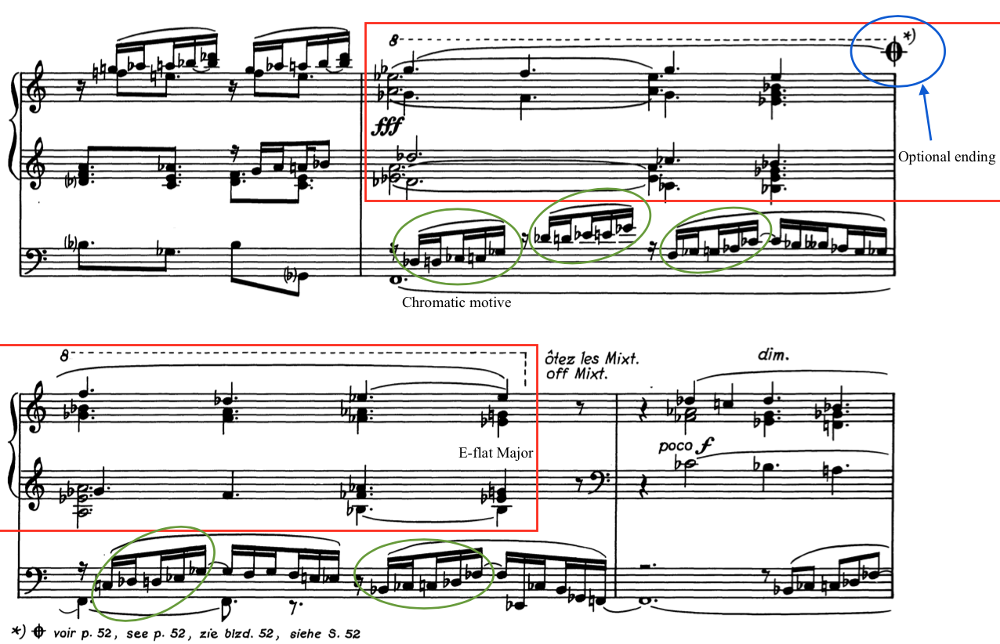 8
*)
fff
Optional ending
Chromatic motive
8
ôtez les Mixt.
off Mixt.
dim.
E-flat Major
poco f
*) voir p. 52, see p. 52, zie blzd. 52, siehe S. 52